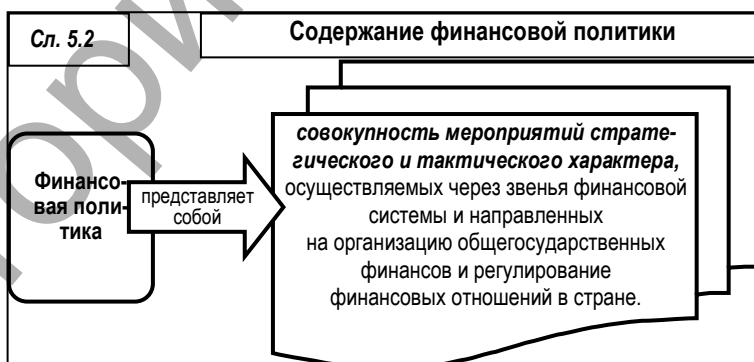 Сл. 5.2
Содержание финансовой политики
Финансо-
вая поли-
тика
представляет
собой
совокупность мероприятий страте-
гического и тактического характера,
осуществляемых через звенья финансовой
системы и направленных
на организацию общегосударственных
финансов и регулирование
финансовых отношений в стране.